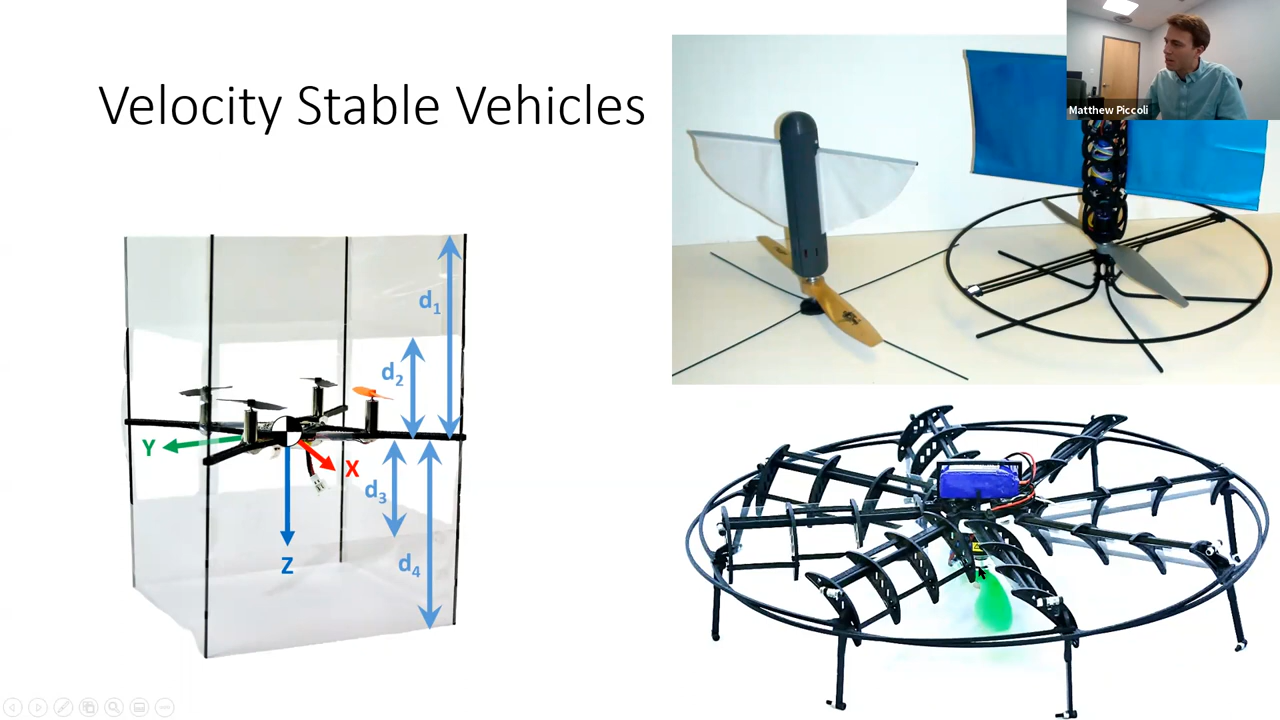 Velocity Stable Vehicles
Matthew Piccoli
d1
d2
Y
X
d3
Z
d4